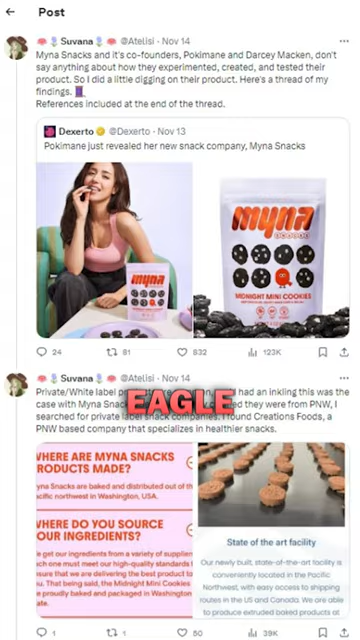 Post
Suvana @Atelisi · Nov 14
Myna Snacks and it's co-founders, Pokimane and Darcey Macken, don't
say anything about how they experimented, created, and tested their
product. So I did a little digging on their product. Here's a thread of my
findings.
References included at the end of the thread.
Dexerto @Dexerto · Nov 13
Pokimane just revealed her new snack company, Myna Snacks
myna
myna
SNACKS
MIDNIGHT MINI COOKIES
24
81
832
123K
Suvana @Atelisi · Nov 14
Private/White label had an inkling this was the
case with Myna they were from PNW, I
searched for private label snack companies. I found Creations Foods, a
PNW based company that specializes in healthier snacks.
EAGLE
WHERE ARE MYNA SNACKS
PRODUCTS MADE?
Myna Snacks are baked and distributed out of the
pacific northwest in Washington, USA.
WHERE DO YOU SOURCE
YOUR INGREDIENTS?
We get our ingredients from a variety of suppliers
each one must meet our high-quality standards
ensure that we are delivering the best product to
you. That being said, the Midnight Mini Cookies
are proudly baked and packaged in Washington
state.
State of the art facility
Our newly built, state-of-the-art facility is
conveniently located in the Pacific
Northwest, with easy access to shipping
routes in the US and Canada. We are able
to produce extruded baked products at
1
1
50
39K